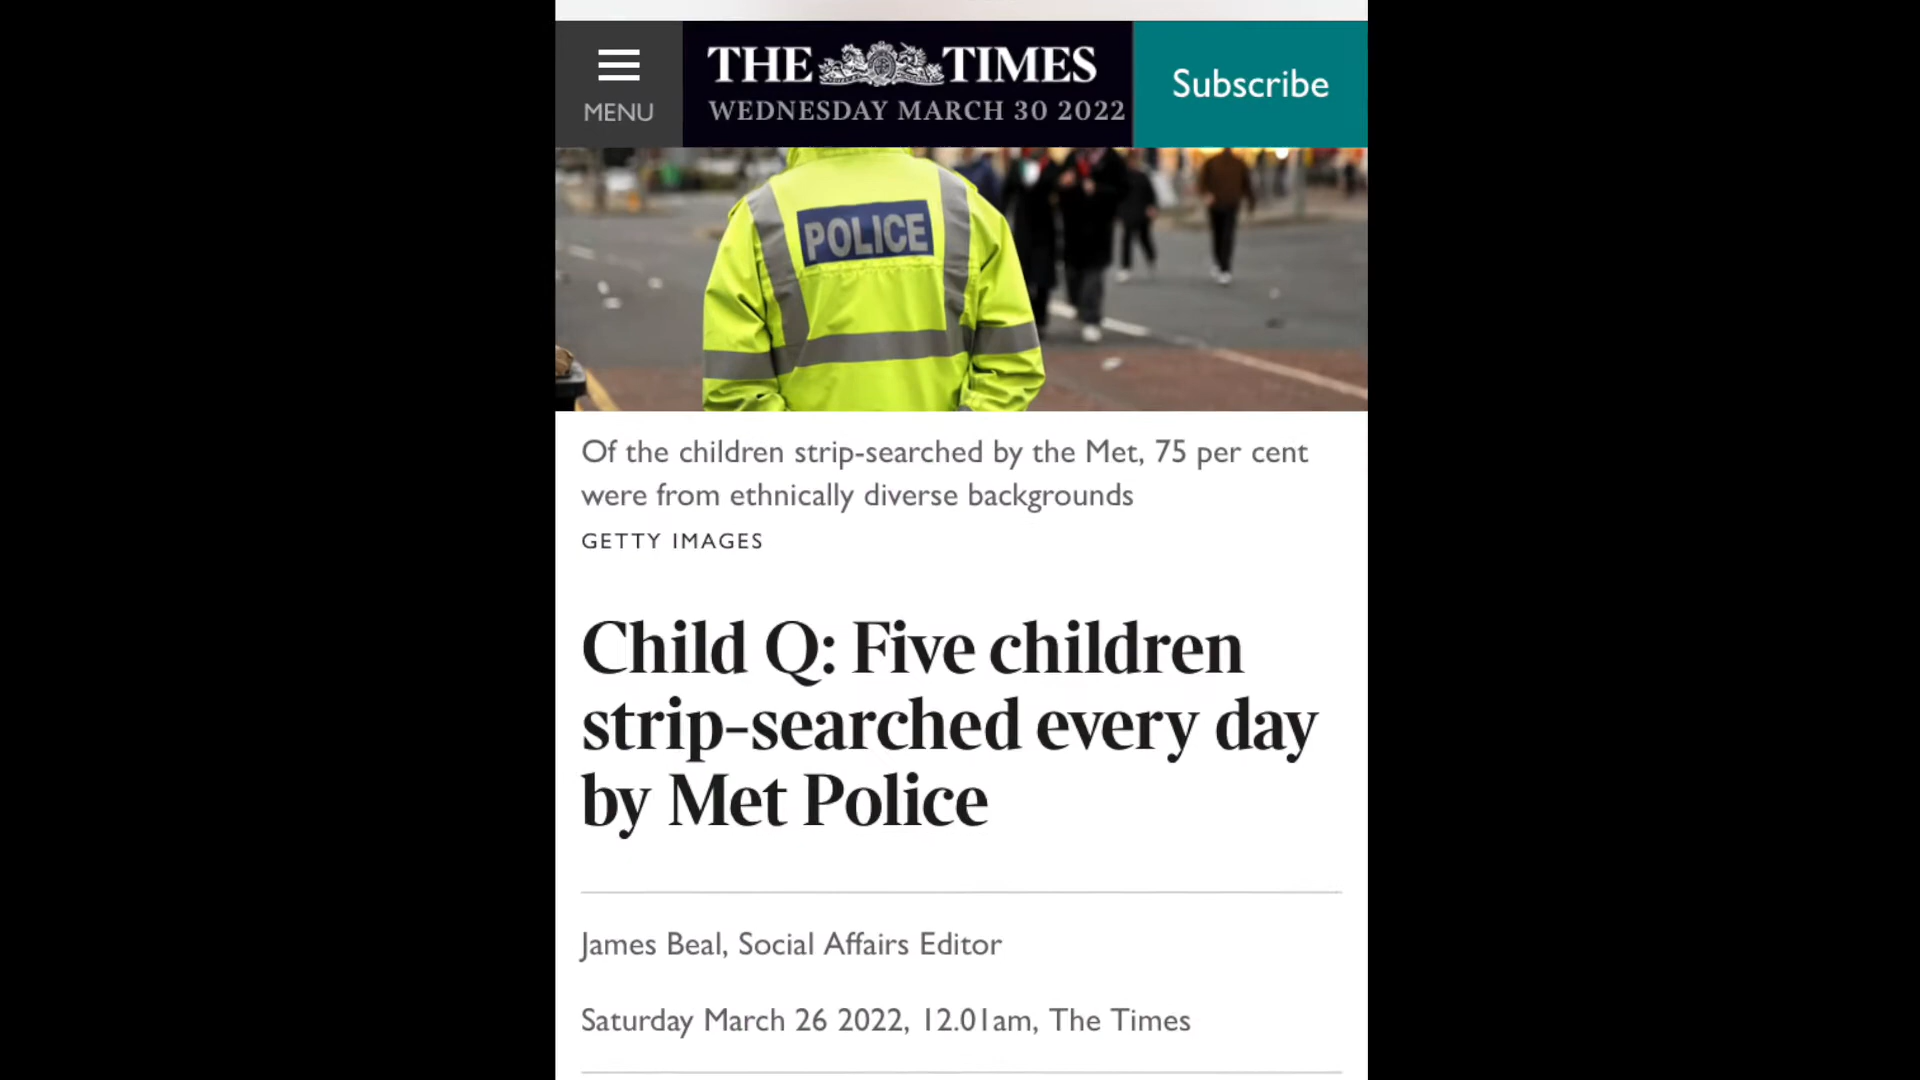 MENU
THE TIMES
WEDNESDAY MARCH 30 2022
Subscribe
POLICE
Of the children strip-searched by the Met, 75 per cent
were from ethnically diverse backgrounds
GETTY IMAGES
Child Q: Five children
strip-searched every day
by Met Police
James Beal, Social Affairs Editor
Saturday March 26 2022, 12.01am, The Times